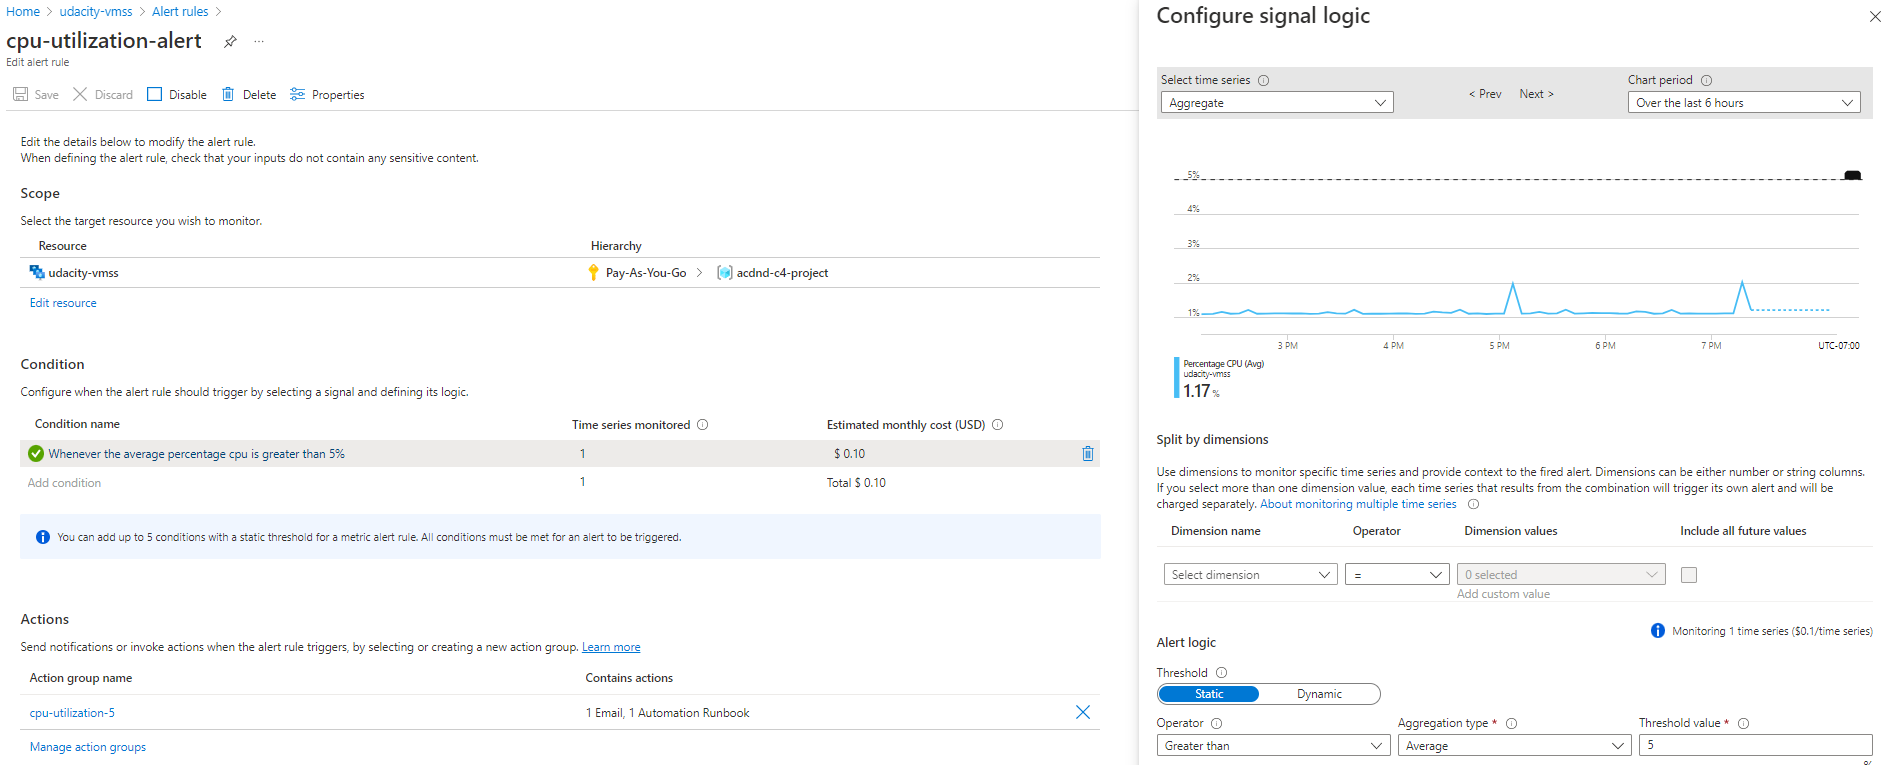 Home > udacity-vmss > Alert rules >
cpu-utilization-alert ...
Edit alert rule
Save Discard Disable Delete Properties
Edit the details below to modify the alert rule.
When defining the alert rule, check that your inputs do not contain any sensitive content.
Scope
Select the target resource you wish to monitor.
Resource Hierarchy
udacity-vmss Pay-As-You-Go > acdnd-c4-project
Edit resource
Condition
Configure when the alert rule should trigger by selecting a signal and defining its logic.
Condition name Time series monitored Estimated monthly cost (USD)
Whenever the average percentage cpu is greater than 5% 1 $ 0.10
Add condition 1 Total $ 0.10
You can add up to 5 conditions with a static threshold for a metric alert rule. All conditions must be met for an alert to be triggered.
Actions
Send notifications or invoke actions when the alert rule triggers, by selecting or creating a new action group. Learn more
Action group name Contains actions
cpu-utilization-5 1 Email, 1 Automation Runbook
Manage action groups
Configure signal logic
Select time series Chart period
Aggregate < Prev Next > Over the last 6 hours
5%
4%
3%
2%
1%
3 PM 4 PM 5 PM 6 PM 7 PM UTC-07:00
Percentage CPU (Avg)
udacity-vmss
1.17 %
Split by dimensions
Use dimensions to monitor specific time series and provide context to the fired alert. Dimensions can be either number or string columns.
If you select more than one dimension value, each time series that results from the combination will trigger its own alert and will be
charged separately. About monitoring multiple time series
Dimension name Operator Dimension values Include all future values
Select dimension = 0 selected
Add custom value
Monitoring 1 time series ($0.1/time series)
Alert logic
Threshold
Static Dynamic
Operator Aggregation type * Threshold value *
Greater than Average 5
%